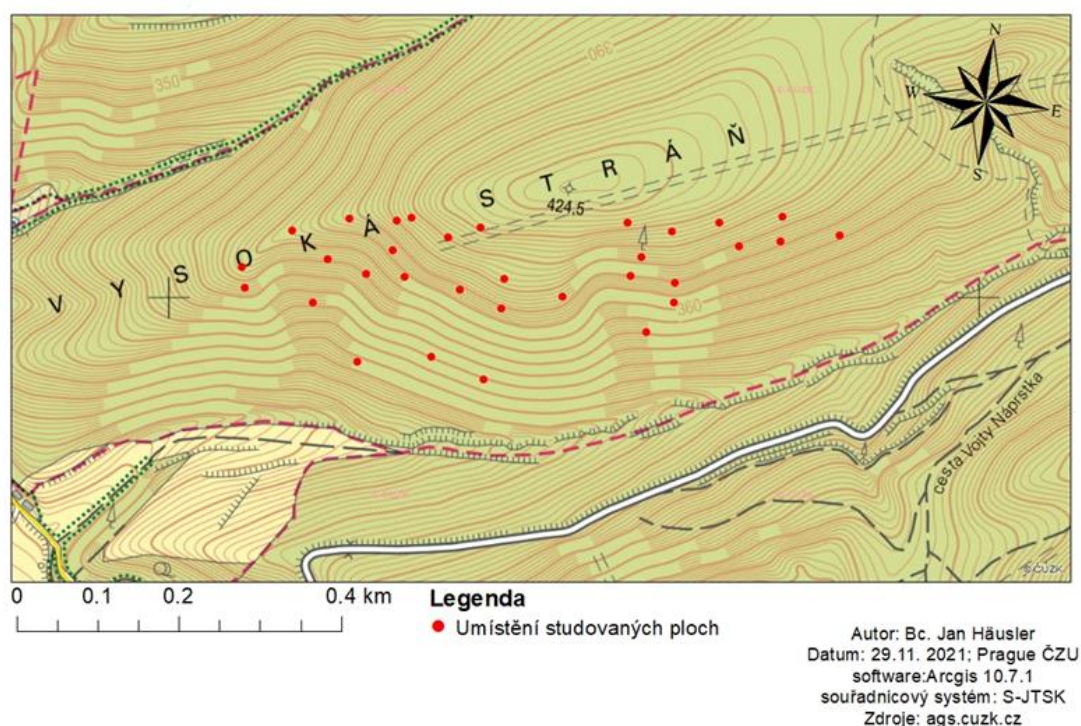 350
390
N
W
E
S
VYSOKÁ STRÁŇ
424.5
360
cesta Vojty Náprstka
© ČÚZK
0 0.1 0.2 0.4 km
Legenda
Umístění studovaných ploch
Autor: Bc. Jan Häusler
Datum: 29.11. 2021; Prague ČZU
software:Arcgis 10.7.1
souřadnicový systém: S-JTSK
Zdroje: ags.cuzk.cz